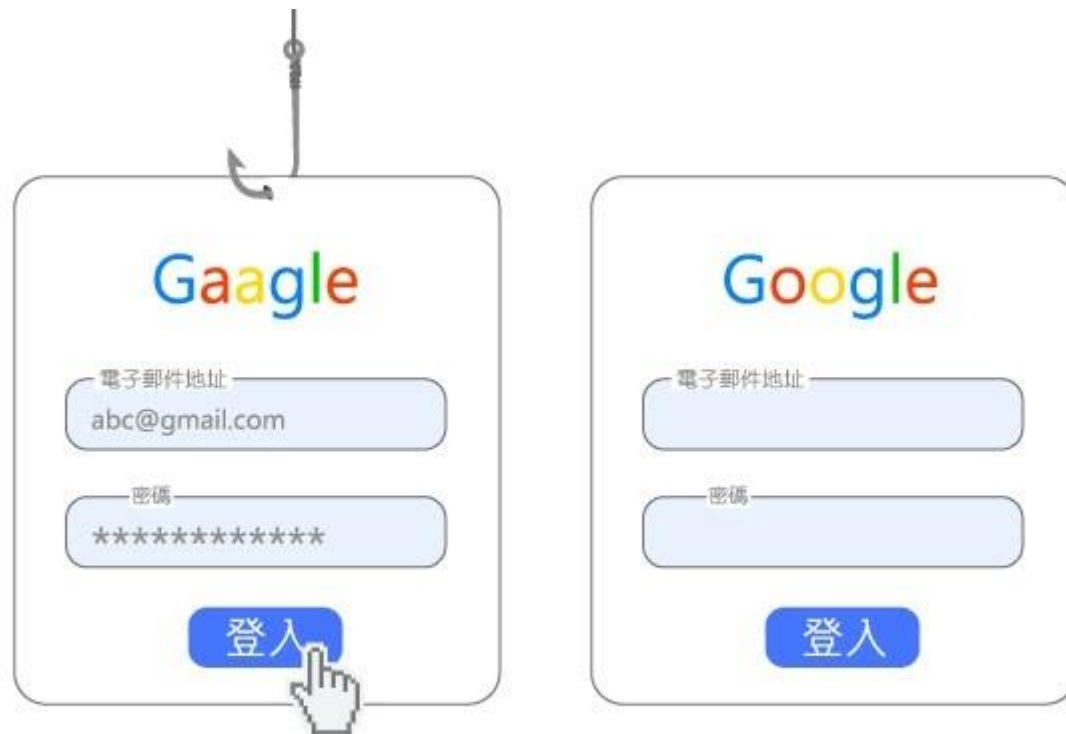 Gaagle
電子郵件地址
abc@gmail.com
密碼
************
登入
Google
電子郵件地址
密碼
登入